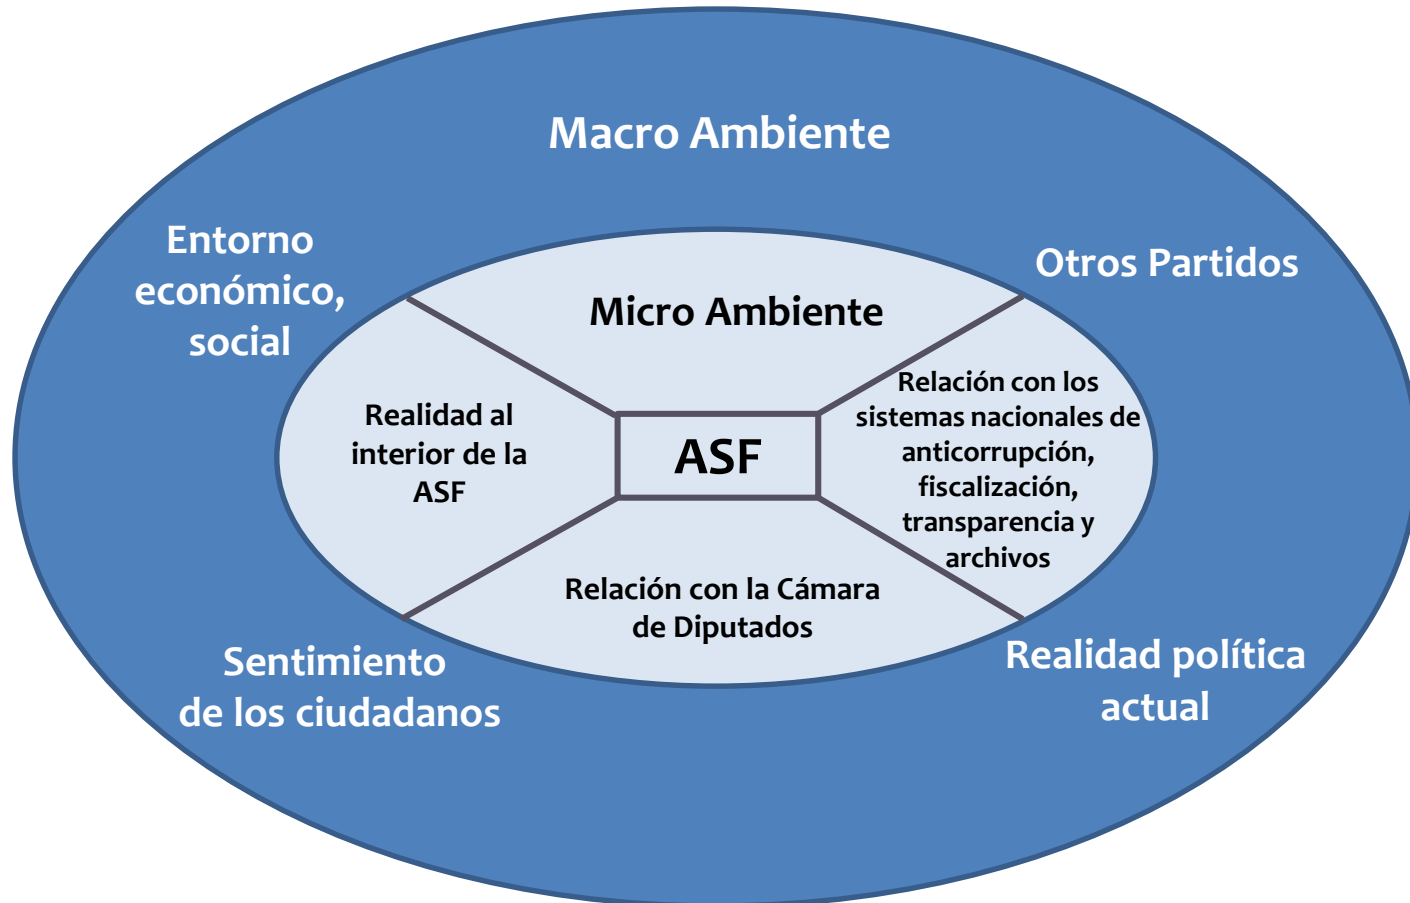 Macro Ambiente
Entorno
económico,
social
Otros Partidos
Micro Ambiente
Realidad al
interior de la
ASF
ASF
Relación con los
sistemas nacionales de
anticorrupción,
fiscalización,
transparencia y
archivos
Relación con la Cámara
de Diputados
Sentimiento
de los ciudadanos
Realidad política
actual